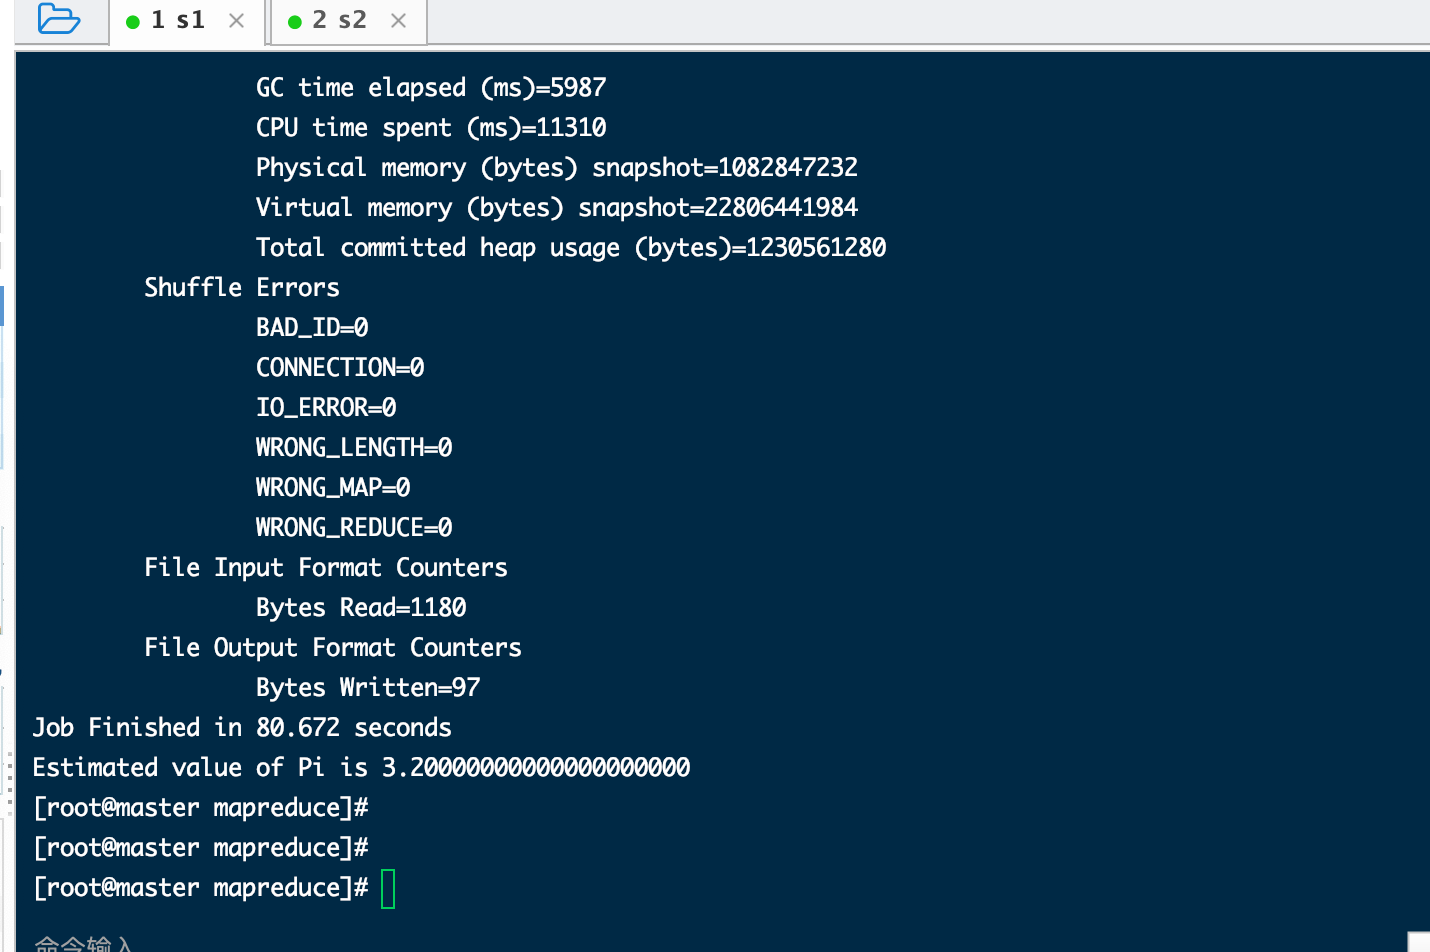 1 s1 ×
2 s2 ×
GC time elapsed (ms)=5987
CPU time spent (ms)=11310
Physical memory (bytes) snapshot=1082847232
Virtual memory (bytes) snapshot=22806441984
Total committed heap usage (bytes)=1230561280
Shuffle Errors
BAD_ID=0
CONNECTION=0
IO_ERROR=0
WRONG_LENGTH=0
WRONG_MAP=0
WRONG_REDUCE=0
File Input Format Counters
Bytes Read=1180
File Output Format Counters
Bytes Written=97
Job Finished in 80.672 seconds
Estimated value of Pi is 3.20000000000000000000
[root@master mapreduce]#
[root@master mapreduce]#
[root@master mapreduce]#
命令输入